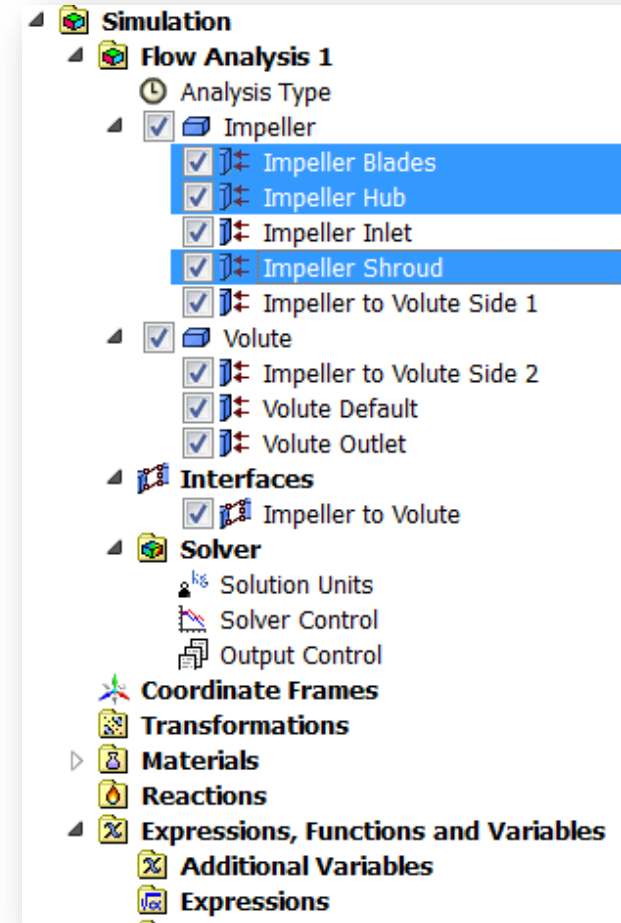 Simulation
Flow Analysis 1
Analysis Type
Impeller
Impeller Blades
Impeller Hub
Impeller Inlet
Impeller Shroud
Impeller to Volute Side 1
Volute
Impeller to Volute Side 2
Volute Default
Volute Outlet
Interfaces
Impeller to Volute
Solver
Solution Units
Solver Control
Output Control
Coordinate Frames
Transformations
Materials
Reactions
Expressions, Functions and Variables
Additional Variables
Expressions